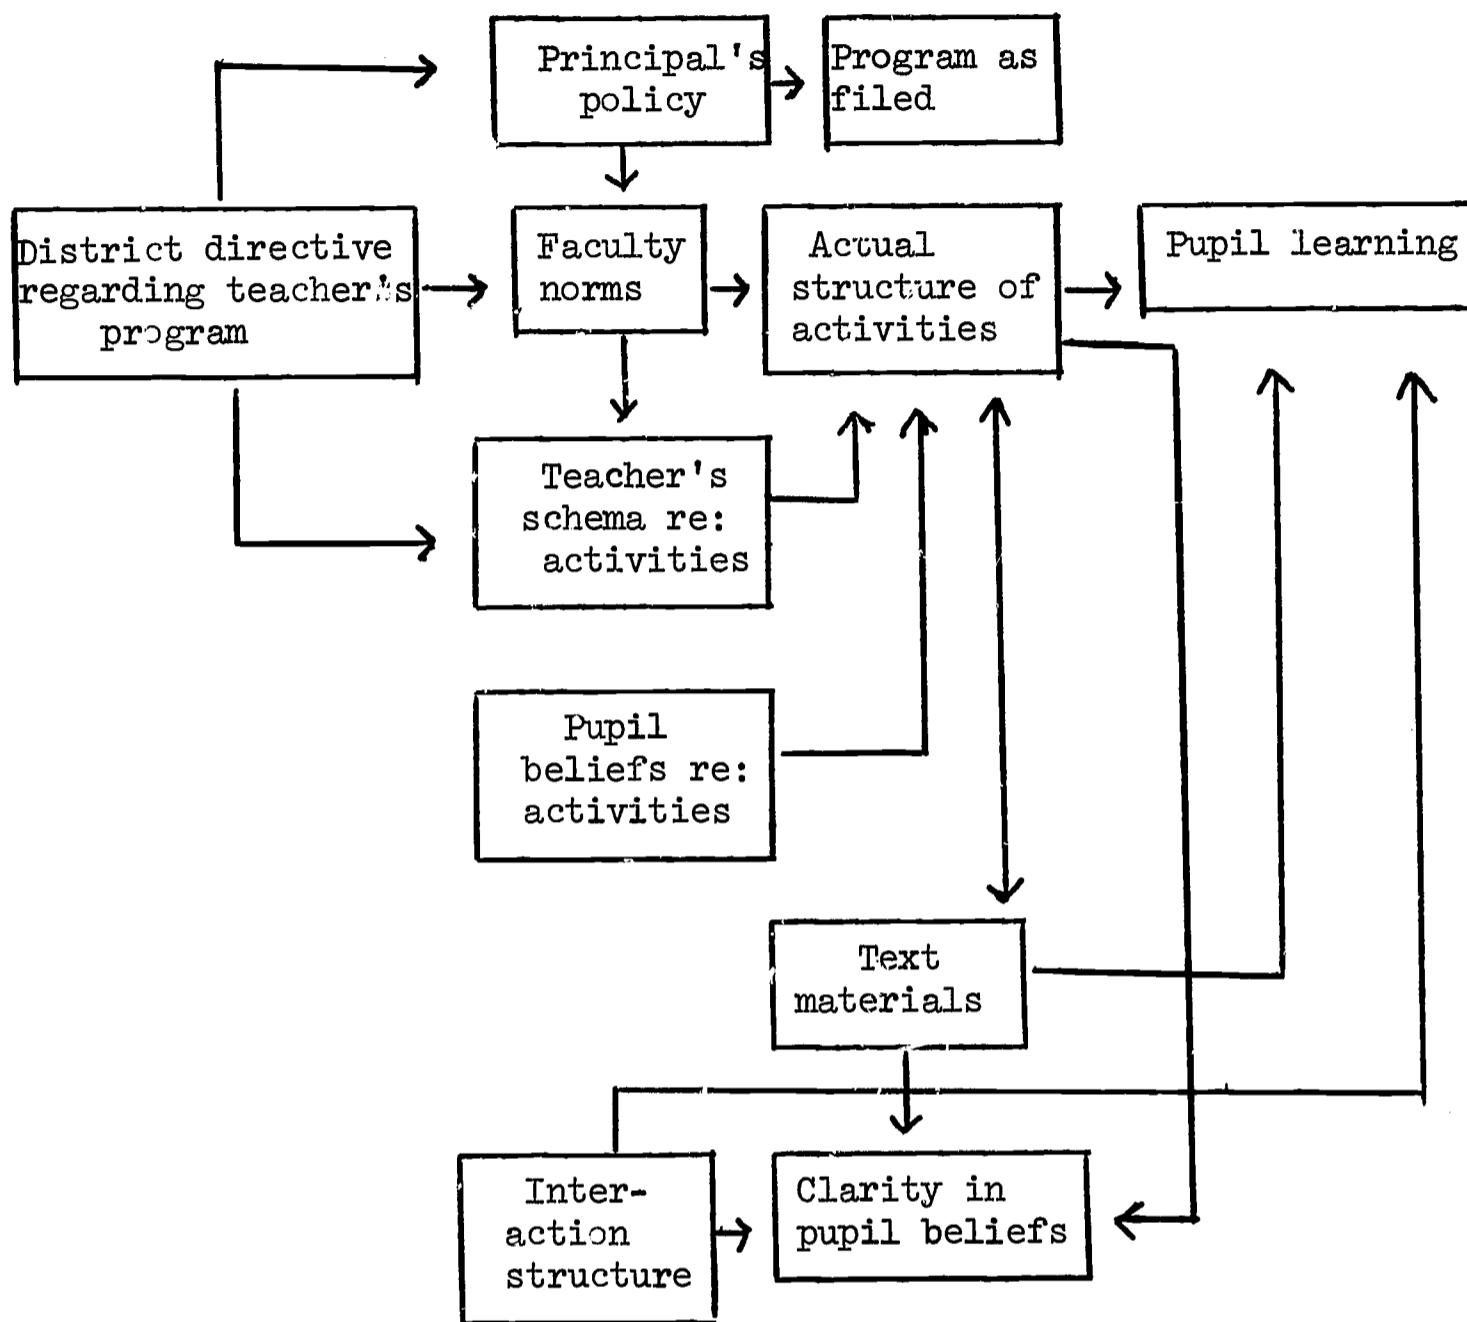 Principal's
policy
Program as
filed
District directive
regarding teacher's
program
Faculty
norms
Actual
structure of
activities
Pupil learning
Teacher's
schema re:
activities
Pupil
beliefs re:
activities
Text
materials
Inter-
action
structure
Clarity in
pupil beliefs